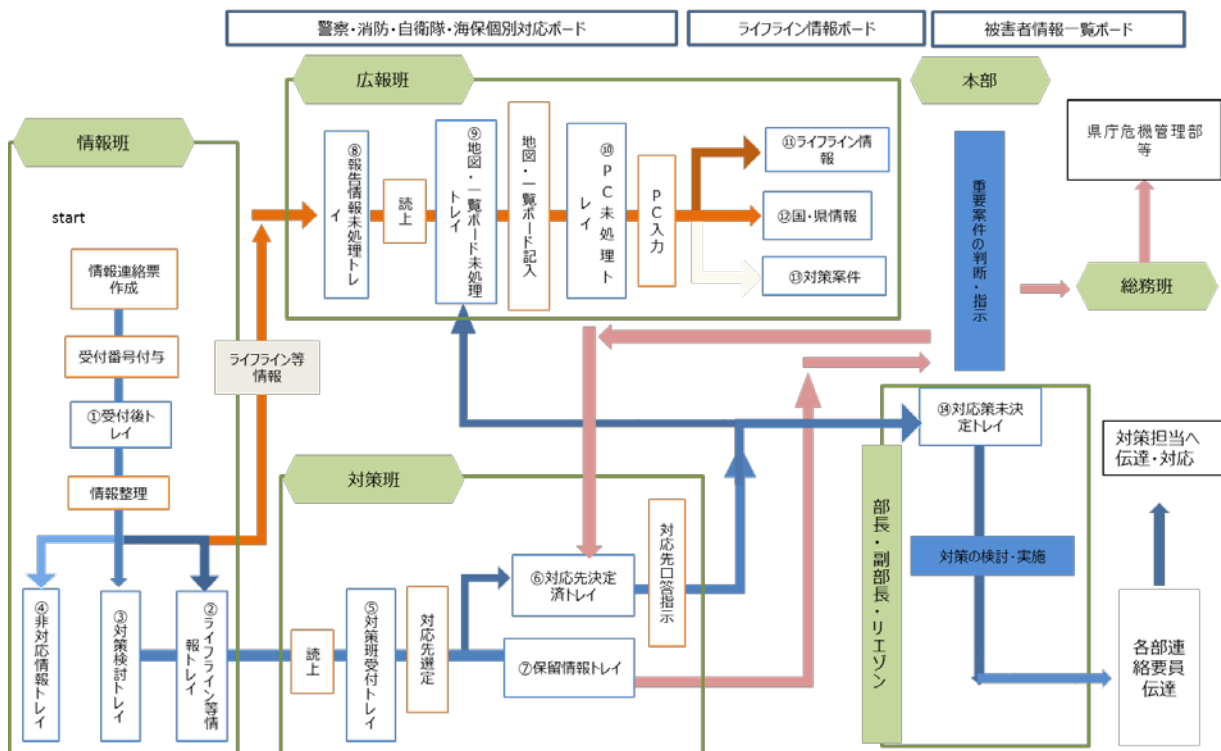 警察・消防・自衛隊・海保個別対応ボード
ライフライン情報ボード
被害者情報一覧ボード
広報班
本部
情報班
県庁危機管理部
等
start
⑧報告情報未処理トレ
イ
読上
⑨地図・一覧ボード未処理
トレイ
地図・一覧ボード記入
⑩PC未処理ト
レイ
PC入力
⑪ライフライン情
報
⑫国・県情報
⑬対策案件
重要案件の判断・指示
総務班
情報連絡票
作成
受付番号付与
①受付後ト
レイ
情報整理
ライフライン等
情報
④非対応情報トレ
イ
③対策検討トレイ
②ライフライン等情
報トレイ
対策班
読上
⑤対策班受付トレイ
対応先選定
⑥対応先決定
済トレイ
⑦保留情報トレイ
対応先口答指示
⑭対応策未決
定トレイ
部長・副部長・リエゾン
対策の検討・実施
対策担当へ
伝達・対応
各部連
絡要員
伝達